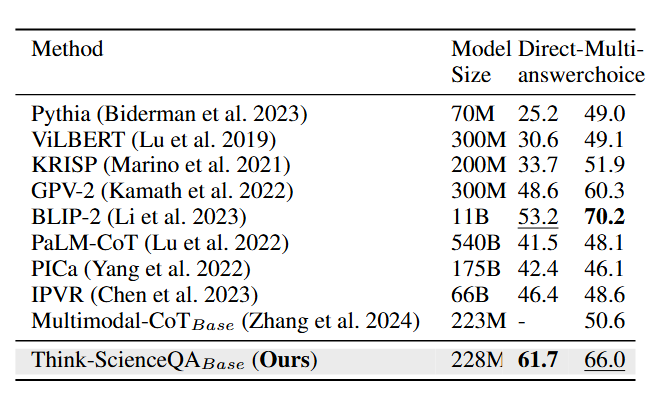 Method Model Direct- Multi-
Size answer choice
Pythia (Biderman et al. 2023) 70M 25.2 49.0
ViLBERT (Lu et al. 2019) 300M 30.6 49.1
KRISP (Marino et al. 2021) 200M 33.7 51.9
GPV-2 (Kamath et al. 2022) 300M 48.6 60.3
BLIP-2 (Li et al. 2023) 11B 53.2 70.2
PaLM-CoT (Lu et al. 2022) 540B 41.5 48.1
PICa (Yang et al. 2022) 175B 42.4 46.1
IPVR (Chen et al. 2023) 66B 46.4 48.6
Multimodal-CoT Base (Zhang et al. 2024) 223M - 50.6
Think-ScienceQA Base (Ours) 228M 61.7 66.0